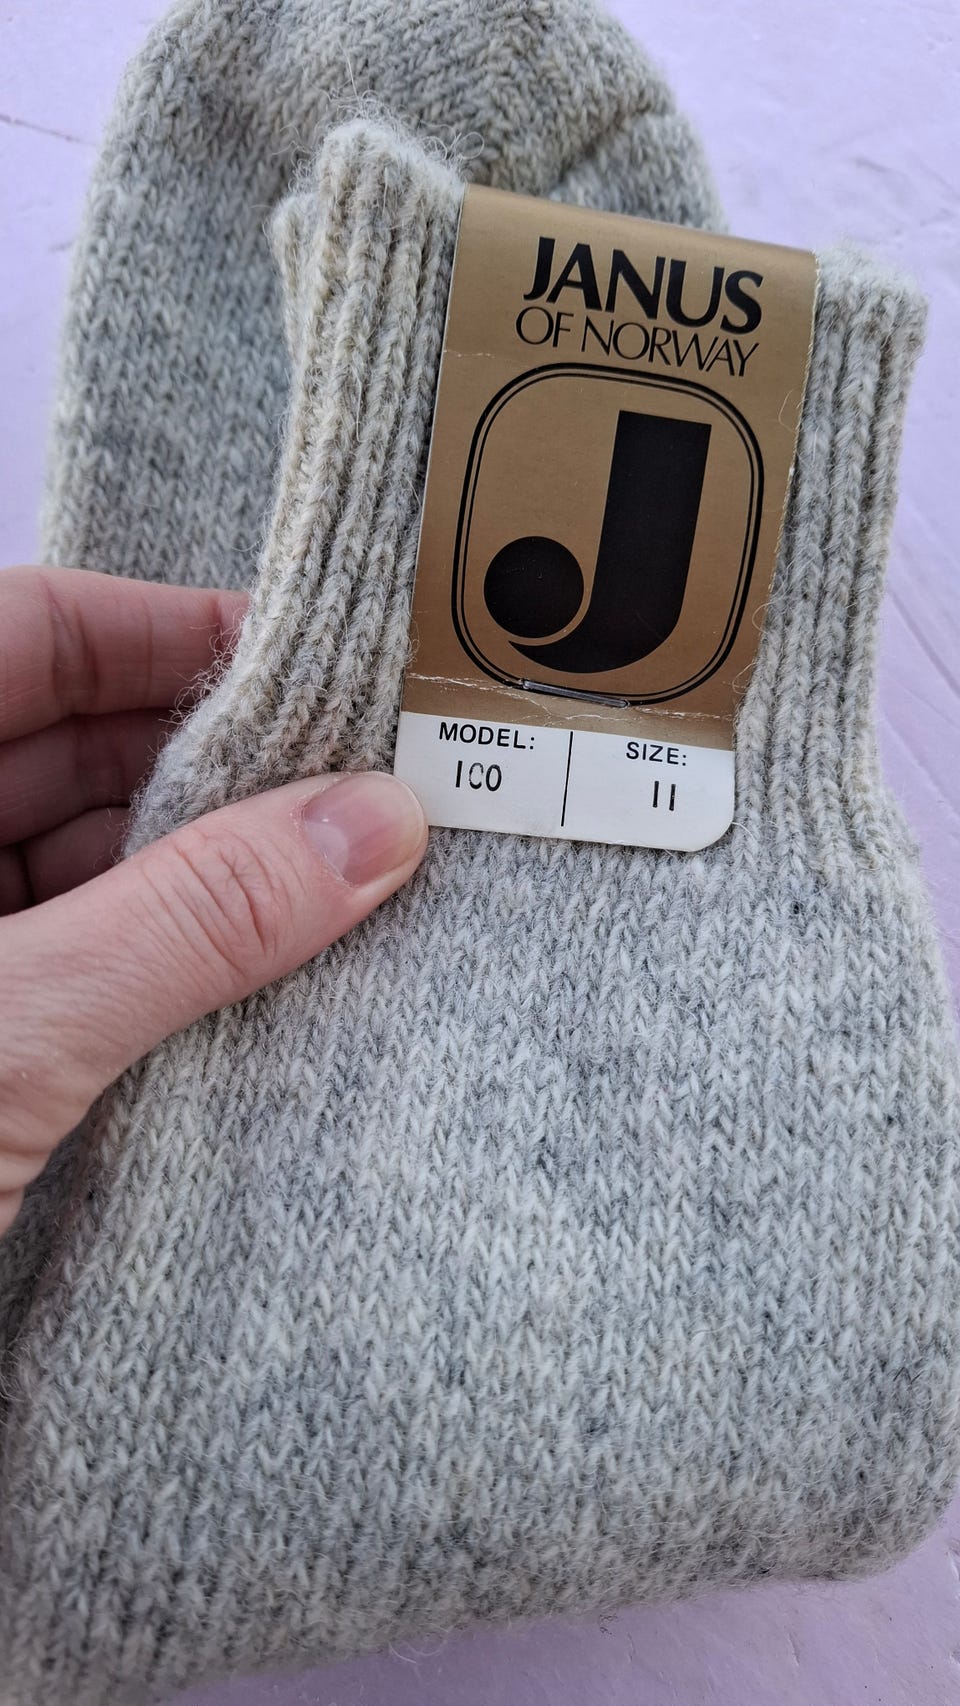 JANUS
OF NORWAY
J
MODEL: SIZE:
100 11